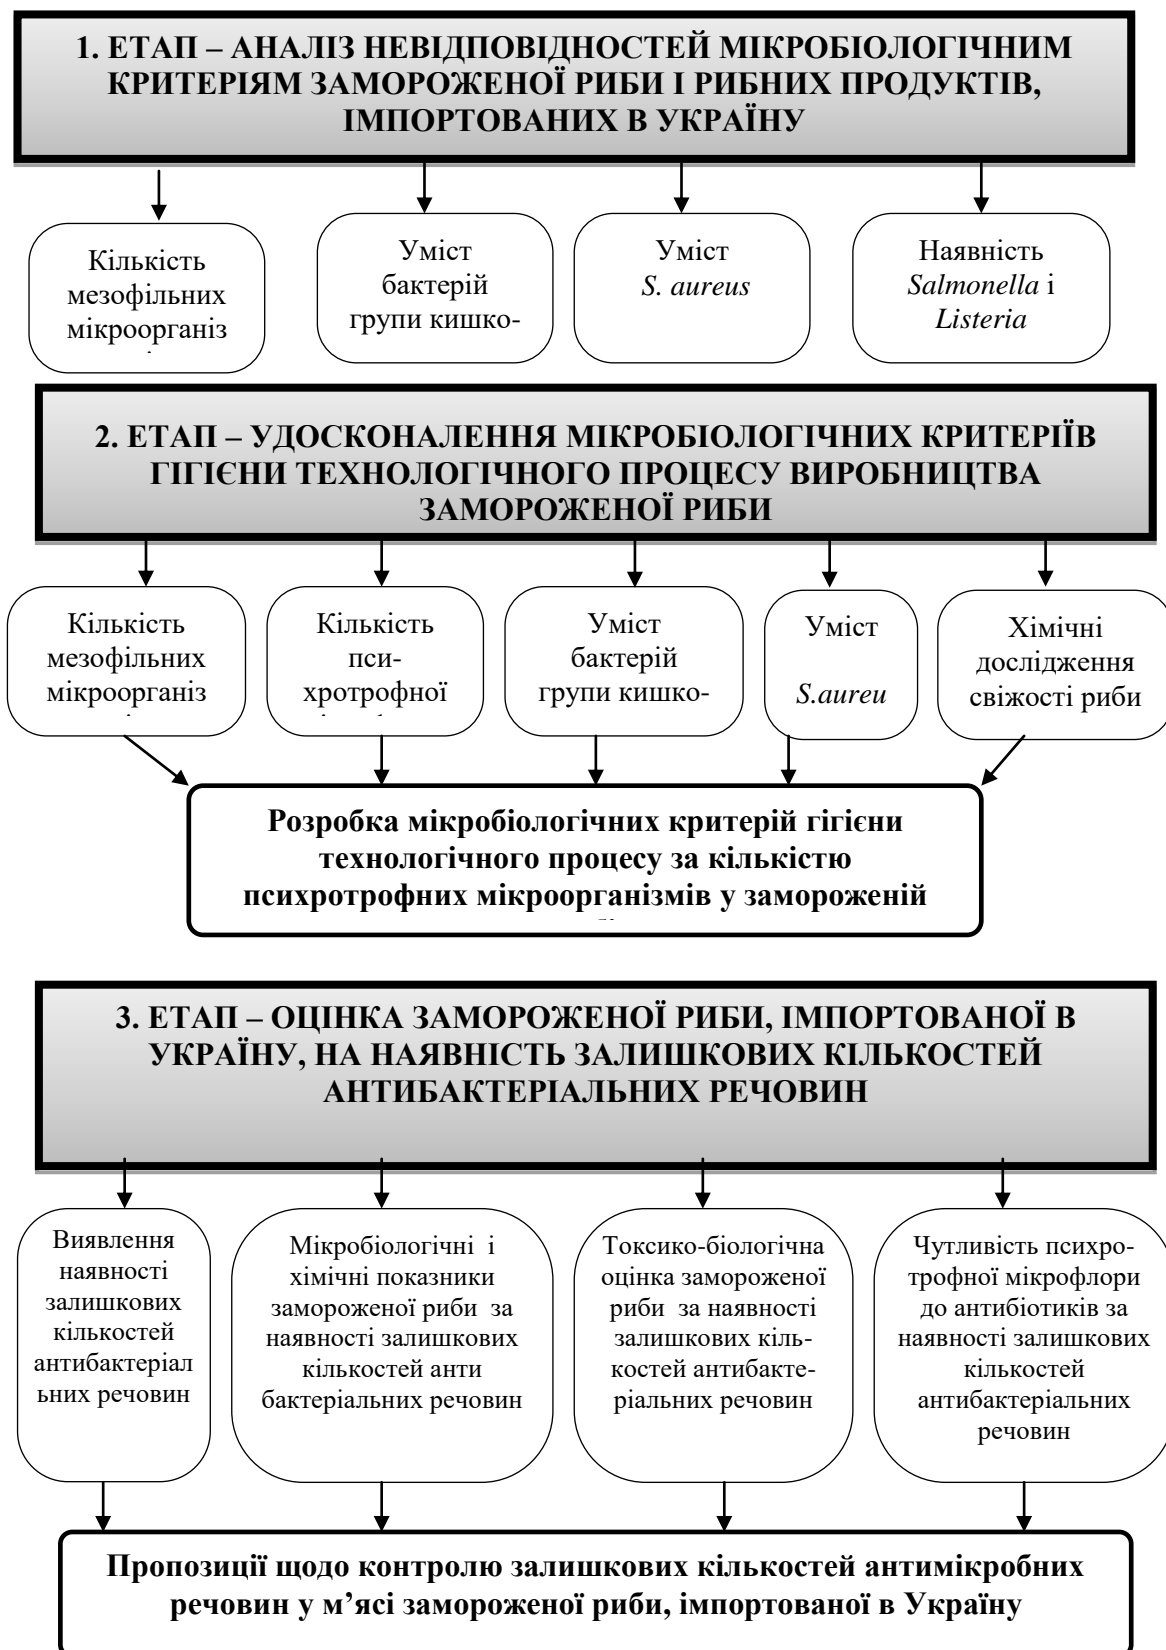 1. ЕТАП – АНАЛІЗ НЕВІДПОВІДНОСТЕЙ МІКРОБІОЛОГІЧНИМ
КРИТЕРІЯМ ЗАМОРОЖЕНОЇ РИБИ І РИБНИХ ПРОДУКТІВ,
ІМПОРТОВАНИХ В УКРАЇНУ
Кількість
мезофільних
мікроорганіз
Уміст
бактерій
групи кишко-
Уміст
S. aureus
Наявність
Salmonella і
Listeria
2. ЕТАП – УДОСКОНАЛЕННЯ МІКРОБІОЛОГІЧНИХ КРИТЕРІЇВ
ГІГІЄНИ ТЕХНОЛОГІЧНОГО ПРОЦЕСУ ВИРОБНИЦТВА
ЗАМОРОЖЕНОЇ РИБИ
Кількість
мезофільних
мікроорганіз
Кількість
пси-
хротрофної
Уміст
бактерій
групи кишко-
Уміст
S.aureu
Хімічні
дослідження
свіжості риби
Розробка мікробіологічних критерій гігієни
технологічного процесу за кількістю
психротрофних мікроорганізмів у замороженій
3. ЕТАП – ОЦІНКА ЗАМОРОЖЕНОЇ РИБИ, ІМПОРТОВАНОЇ В
УКРАЇНУ, НА НАЯВНІСТЬ ЗАЛИШКОВИХ КІЛЬКОСТЕЙ
АНТИБАКТЕРІАЛЬНИХ РЕЧОВИН
Виявлення
наявності
залишкових
кількостей
антибактеріал
ьних речовин
Мікробіологічні і
хімічні показники
замороженої риби за
наявності залишкових
кількостей анти
бактеріальних речовин
Токсико-біологічна
оцінка замороженої
риби за наявності
залишкових кіль-
костей антибакте-
ріальних речовин
Чутливість психро-
трофної мікрофлори
до антибіотиків за
наявності залишкових
кількостей
антибактеріальних
речовин
Пропозиції щодо контролю залишкових кількостей антимікробних
речовин у м’ясі замороженої риби, імпортованої в Україну